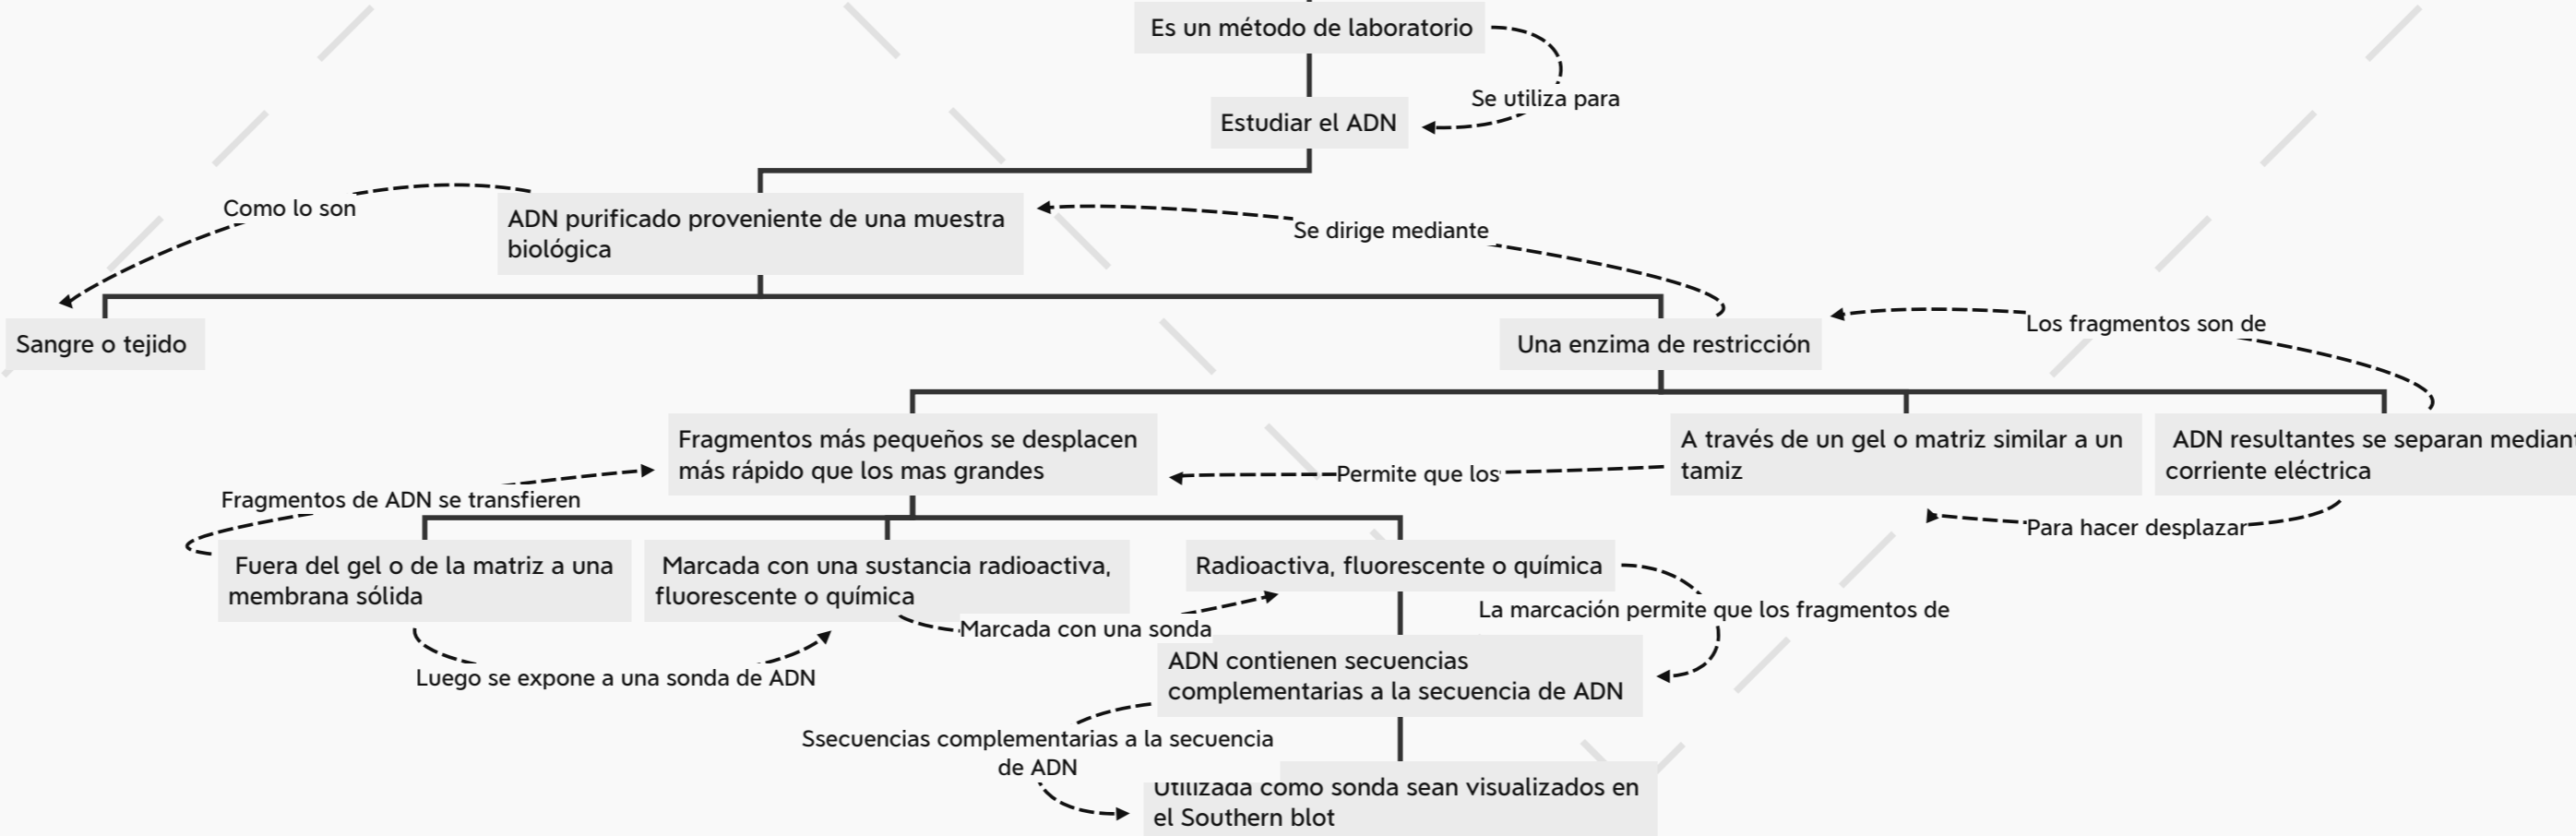 Es un método de laboratorio
Se utiliza para
Estudiar el ADN
Como lo son
ADN purificado proveniente de una muestra
biológica
Se dirige mediante
Sangre o tejido
Una enzima de restricción
Los fragmentos son de
Fragmentos más pequeños se desplacen
más rápido que los mas grandes
Permite que los
A través de un gel o matriz similar a un
tamiz
ADN resultantes se separan
corriente eléctrica
Fragmentos de ADN se transfieren
Para hacer desplazar
Fuera del gel o de la matriz a una
membrana sólida
Marcada con una sustancia radioactiva,
fluorescente o química
Radioactiva, fluorescente o química
La marcación permite que los fragmentos de
Marcada con una sonda
Luego se expone a una sonda de ADN
ADN contienen secuencias
complementarias a la secuencia de ADN
Ssecuencias complementarias a la secuencia
de ADN
Utilizada como sonda sean visualizados en
el Southern blot